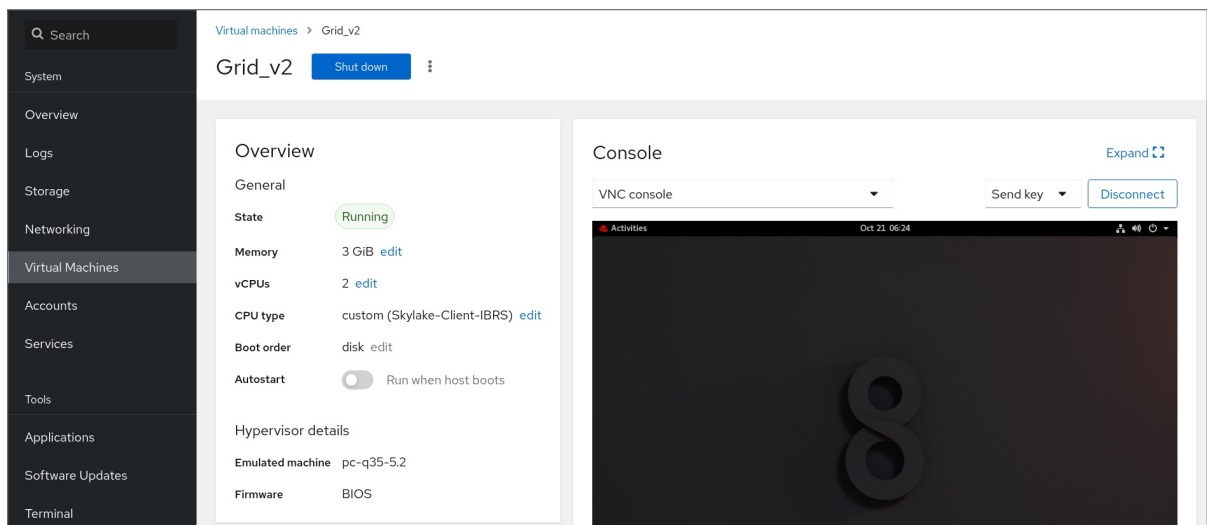 Search
System
Overview
Logs
Storage
Networking
Virtual Machines
Accounts
Services
Tools
Applications
Software Updates
Terminal
Virtual machines > Grid_v2
Grid_v2 Shut down
Overview
General
State Running
Memory 3 GiB edit
vCPUs 2 edit
CPU type custom (Skylake-Client-IBRS) edit
Boot order disk edit
Autostart Run when host boots
Hypervisor details
Emulated machine pc-q35-5.2
Firmware BIOS
Console Expand
VNC console Send key Disconnect
Activities Oct 21 06:24
8